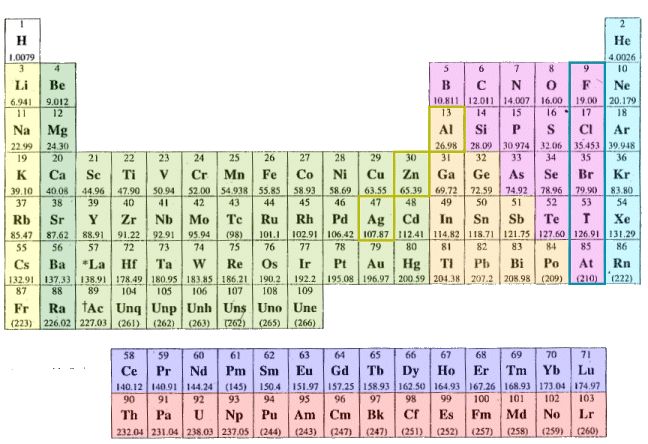 1 2
H He
1.0079 4.0026
3 4 5 6 7 8 9 10
Li Be B C N O F Ne
6.941 9.012 10.811 12.011 14.007 16.00 19.00 20.179
11 12 13 14 15 16 17 18
Na Mg Al Si P S Cl Ar
22.99 24.30 26.98 28.09 30.974 32.06 35.453 39.948
19 20 21 22 23 24 25 26 27 28 29 30 31 32 33 34 35 36
K Ca Sc Ti V Cr Mn Fe Co Ni Cu Zn Ga Ge As Se Br Kr
39.10 40.08 44.96 47.90 50.94 52.00 54.938 55.85 58.93 58.69 63.55 65.39 69.72 72.59 74.92 78.96 79.90 83.80
37 38 39 40 41 42 43 44 45 46 47 48 49 50 51 52 53 54
Rb Sr Y Zr Nb Mo Tc Ru Rh Pd Ag Cd In Sn Sb Te I Xe
85.47 87.62 88.91 91.22 92.91 95.94 (98) 101.1 102.91 106.42 107.87 112.41 114.82 118.71 121.75 127.60 126.91 131.29
55 56 57 72 73 74 75 76 77 78 79 80 81 82 83 84 85 86
Cs Ba *La Hf Ta W Re Os Ir Pt Au Hg Tl Pb Bi Po At Rn
132.91 137.33 138.91 178.49 180.95 183.85 186.21 190.2 192.2 195.08 196.97 200.59 204.38 207.2 208.98 (209) (210) (222)
87 88 89 104 105 106 107 108 109
Fr Ra †Ac Unq Unp Unh Uns Uno Une
(223) 226.02 227.03 (261) (262) (263) (262) (265) (266)
58 59 60 61 62 63 64 65 66 67 68 69 70 71
Ce Pr Nd Pm Sm Eu Gd Tb Dy Ho Er Tm Yb Lu
140.12 140.91 144.24 (145) 150.4 151.97 157.25 158.93 162.50 164.93 167.26 168.93 173.04 174.97
90 91 92 93 94 95 96 97 98 99 100 101 102 103
Th Pa U Np Pu Am Cm Bk Cf Es Fm Md No Lr
232.04 231.04 238.03 237.05 (244) (243) (247) (247) (251) (252) (257) (258) (259) (260)